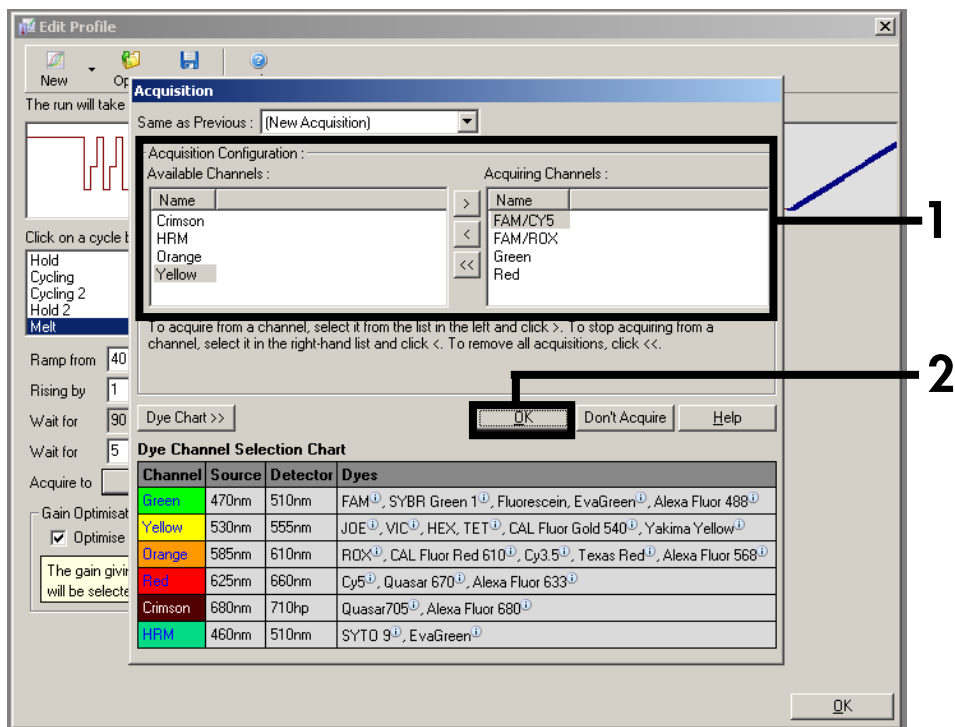 Edit Profile
New
Op
The run will take
Acquisition
Same as Previous : (New Acquisition)
Acquisition Configuration :
Available Channels :
Acquiring Channels :
Name
Crimson
HRM
Orange
Yellow
>
<
<<
Name
FAM/CY5
FAM/ROX
Green
Red
1
Click on a cycle b
Hold
Cycling
Cycling 2
Hold 2
Melt
To acquire from a channel, select it from the list in the left and click >. To stop acquiring from a
channel, select it in the right-hand list and click <. To remove all acquisitions, click <<.
2
Ramp from 40
Rising by 1
Wait for 90
Wait for 5
Acquire to
Dye Chart >> OK Don't Acquire Help
Gain Optimisat
Optimise
The gain givin
will be selecte
Dye Channel Selection Chart
Channel Source Detector Dyes
Green 470nm 510nm FAM, SYBR Green 1, Fluorescein, EvaGreen, Alexa Fluor 488
Yellow 530nm 555nm JOE, VIC, HEX, TET, CAL Fluor Gold 540, Yakima Yellow
Orange 585nm 610nm ROX, CAL Fluor Red 610, Cy3.5, Texas Red, Alexa Fluor 568
Red 625nm 660nm Cy5, Quasar 670, Alexa Fluor 633
Crimson 680nm 710hp Quasar705, Alexa Fluor 680
HRM 460nm 510nm SYTO 9, EvaGreen
OK